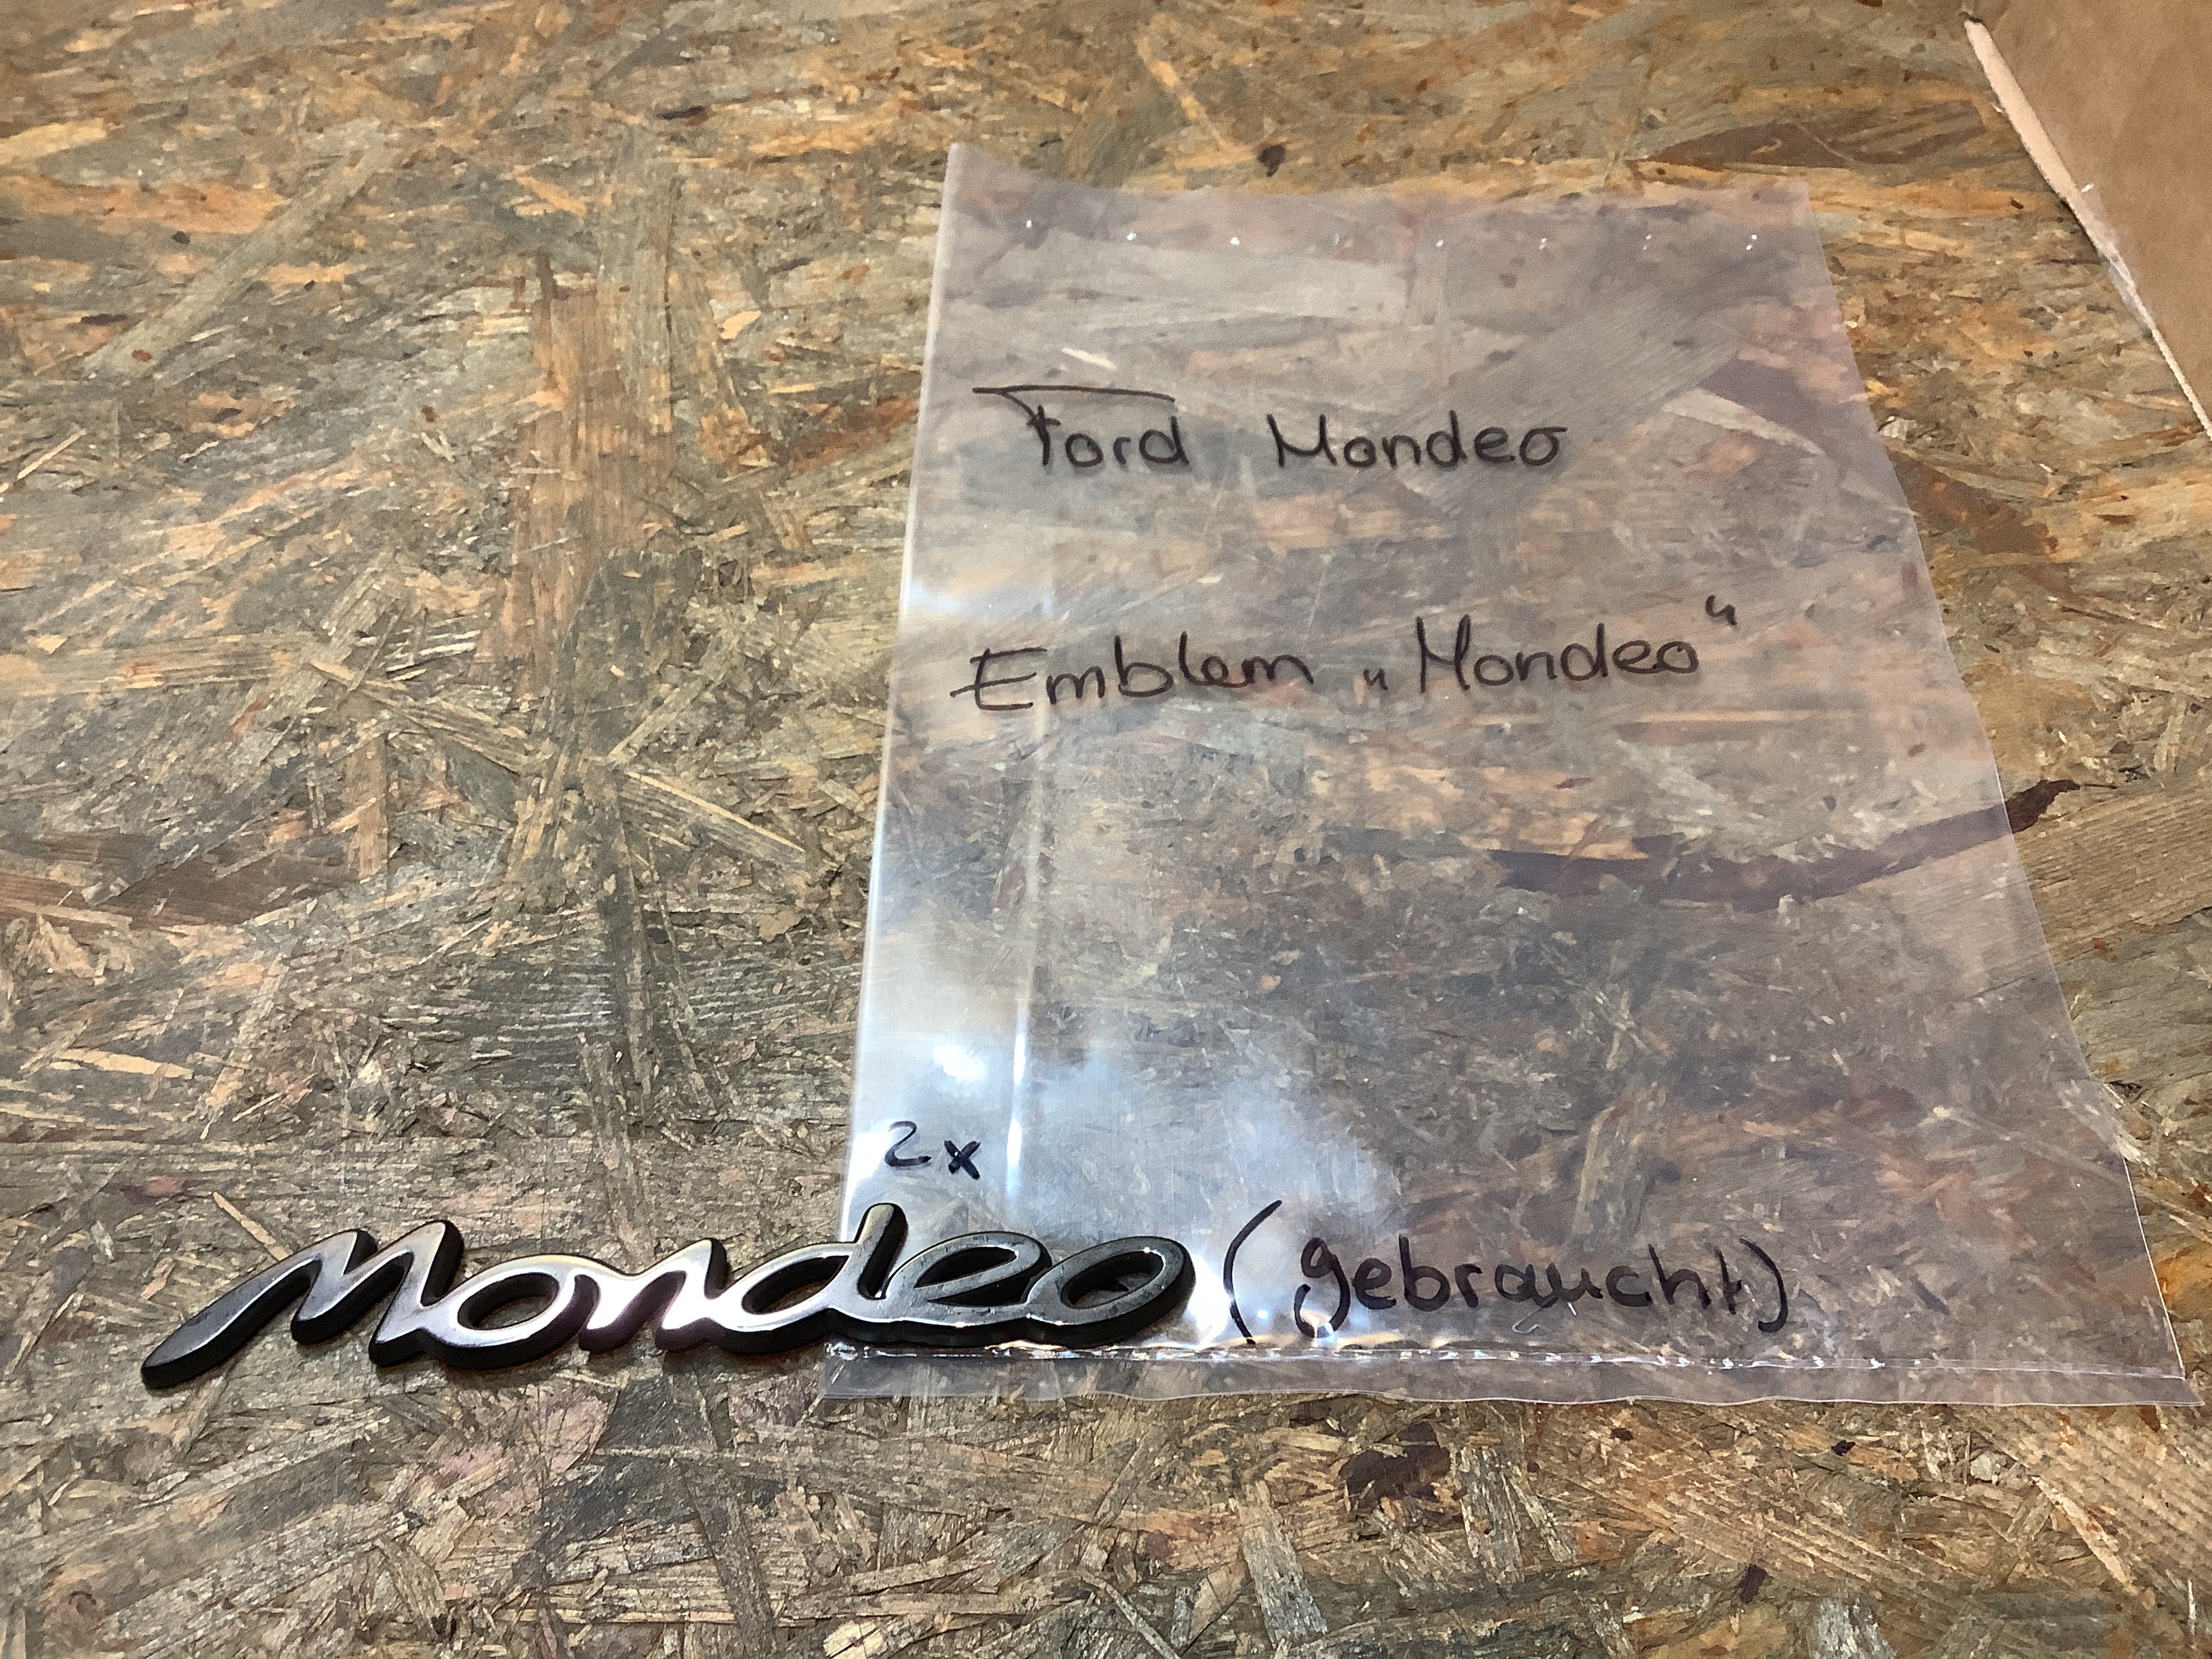 Ford Mondeo
Emblem „Mondeo“
2x
Mondeo (gebraucht)